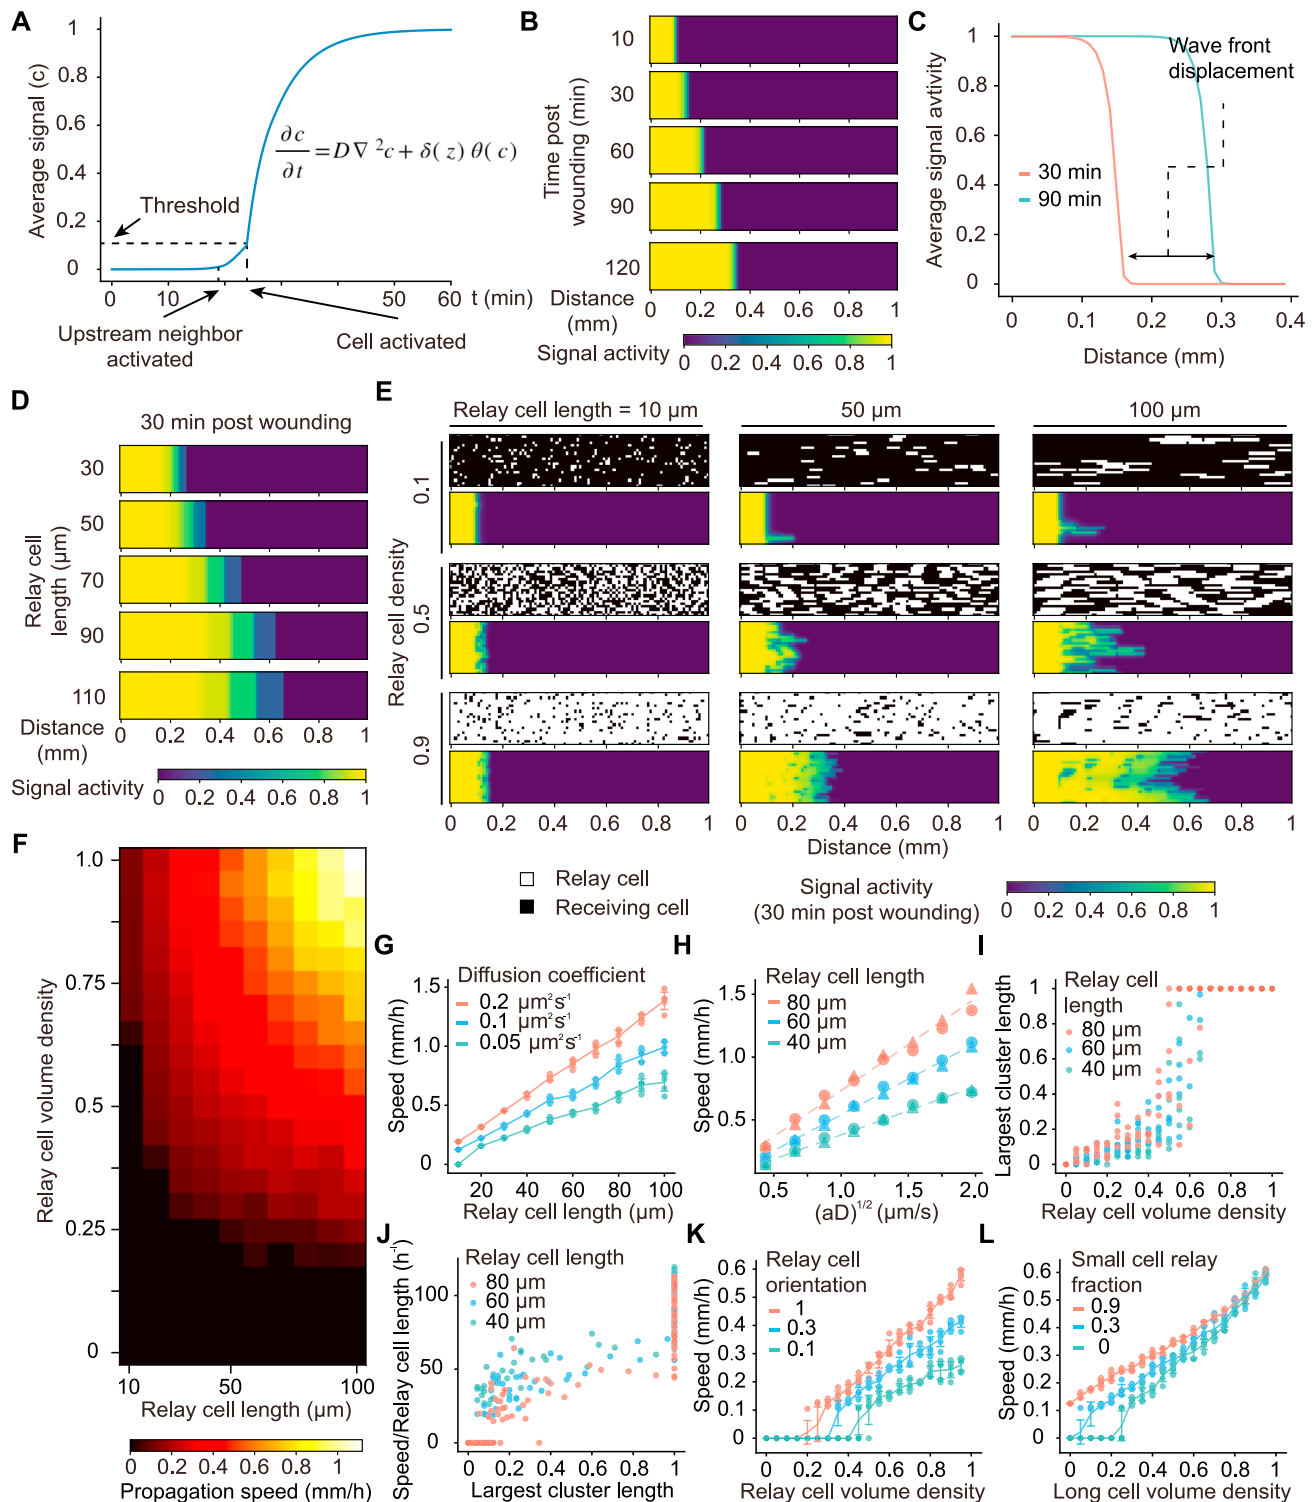 A
Average signal (c)
1
0.8
0.6
0.4
0.2
0
Threshold
∂c/∂t = D∇²c + δ(z) θ(c)
0
10
50
60
t (min)
Upstream neighbor
activated
Cell activated
B
Time post
wounding (min)
10
30
60
90
120
Distance
(mm)
0 0.2 0.4 0.6 0.8 1
Signal activity
0 0.2 0.4 0.6 0.8 1
C
Average signal avtivity
1
0.8
0.6
0.4
0.2
0
Wave front
displacement
30 min
90 min
0 0.1 0.2 0.3 0.4
Distance (mm)
D
30 min post wounding
Relay cell
length (µm)
30
50
70
90
110
Distance
(mm)
0 0.2 0.4 0.6 0.8 1
Signal activity
0 0.2 0.4 0.6 0.8 1
E
Relay cell length = 10 µm
50 µm
100 µm
Relay cell density
0.1
0.5
0.9
0 0.2 0.4 0.6 0.8 1
0 0.2 0.4 0.6 0.8 1
0 0.2 0.4 0.6 0.8 1
Distance (mm)
Relay cell
Receiving cell
Signal activity
(30 min post wounding)
0 0.2 0.4 0.6 0.8 1
F
Relay cell volume density
1.0
0.75
0.5
0.25
0
10 50 100
Relay cell length (µm)
0 0.2 0.4 0.6 0.8 1
Propagation speed (mm/h)
G
Diffusion coefficient
0.2 µm²s⁻¹
0.1 µm²s⁻¹
0.05 µm²s⁻¹
Speed (mm/h)
1.5
1.0
0.5
0
20 40 60 80 100
Relay cell length (µm)
H
Relay cell length
80 µm
60 µm
40 µm
Speed (mm/h)
1.5
1.0
0.5
0.5 1.0 1.5 2.0
(aD)¹/² (µm/s)
I
Relay cell
length
80 µm
60 µm
40 µm
Largest cluster length
1
0.8
0.6
0.4
0.2
0
0 0.2 0.4 0.6 0.8 1
Relay cell volume density
J
Relay cell length
80 µm
60 µm
40 µm
Speed/Relay cell length (h⁻¹)
100
50
0
0 0.2 0.4 0.6 0.8 1
Largest cluster length
K
Relay cell
orientation
1
0.3
0.1
Speed (mm/h)
0.6
0.5
0.4
0.3
0.2
0.1
0
0 0.2 0.4 0.6 0.8 1
Relay cell volume density
L
Small cell relay
fraction
0.9
0.3
0
Speed (mm/h)
0.6
0.5
0.4
0.3
0.2
0.1
0
0 0.2 0.4 0.6 0.8 1
Long cell volume density